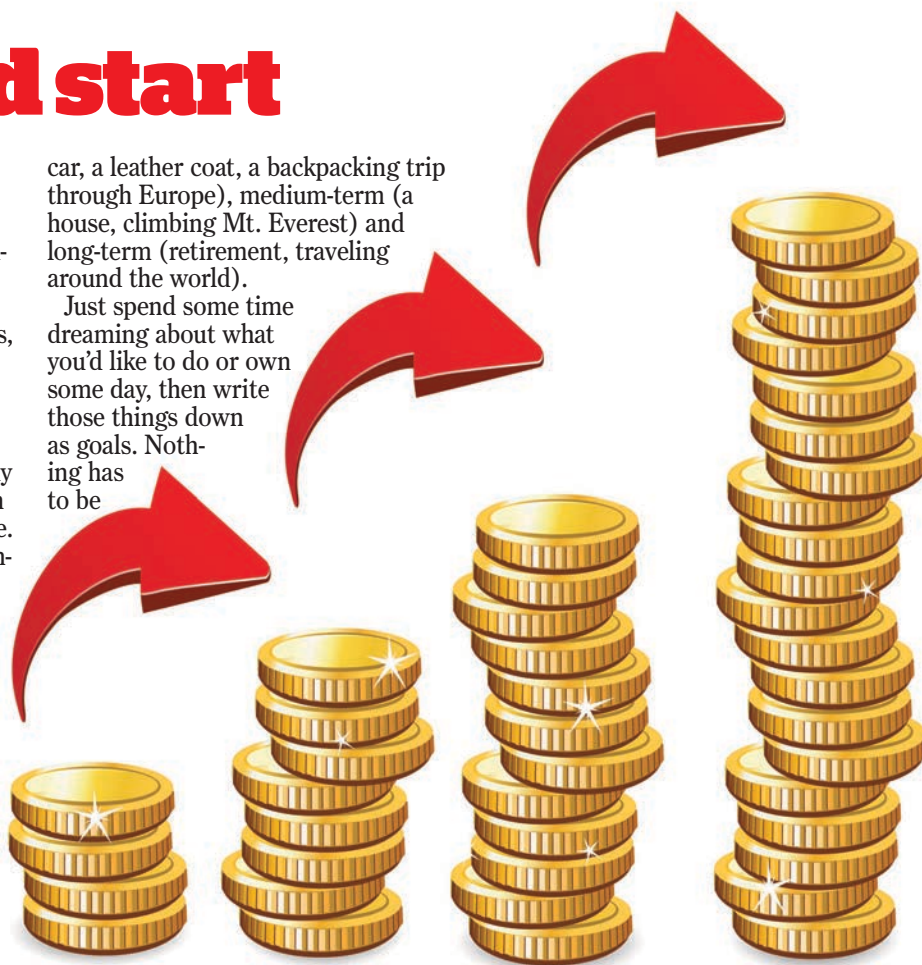 d start
-
s,
y
n
e.
n-
car, a leather coat, a backpacking trip
through Europe), medium-term (a
house, climbing Mt. Everest) and
long-term (retirement, traveling
around the world).
Just spend some time
dreaming about what
you’d like to do or own
some day, then write
those things down
as goals. Noth-
ing has
to be